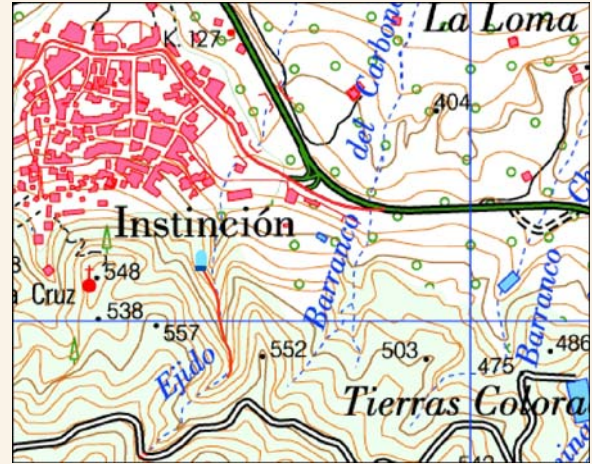 La Loma
K. 127
del Carbone
404
Instinción
548
a Cruz
538
557
Ejido
552
Barranco
503
475
Barranco
486
Tierras Colora